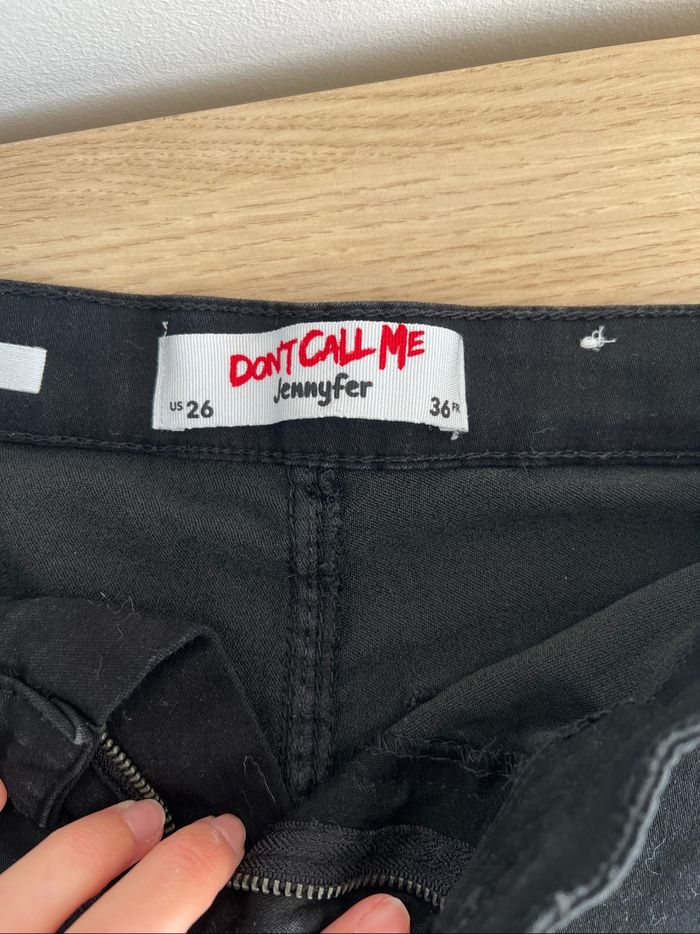 DON'T CALL ME
Jennyfer
US 26
36 FR